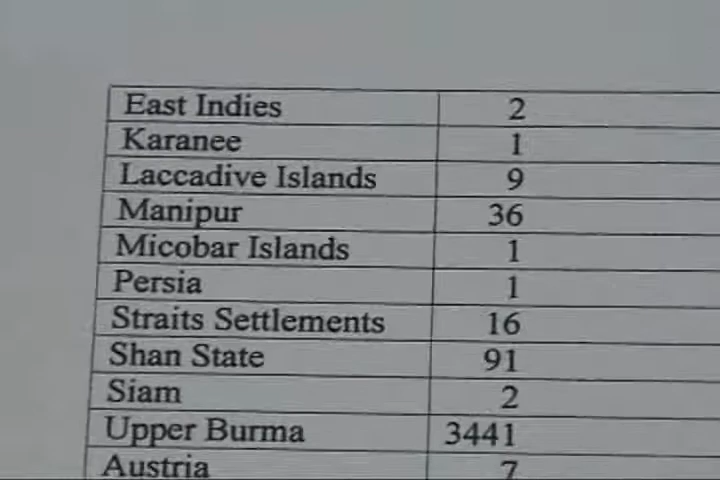 East Indies 2
Karanee 1
Laccadive Islands 9
Manipur 36
Micobar Islands 1
Persia 1
Straits Settlements 16
Shan State 91
Siam 2
Upper Burma 3441
Austria 7